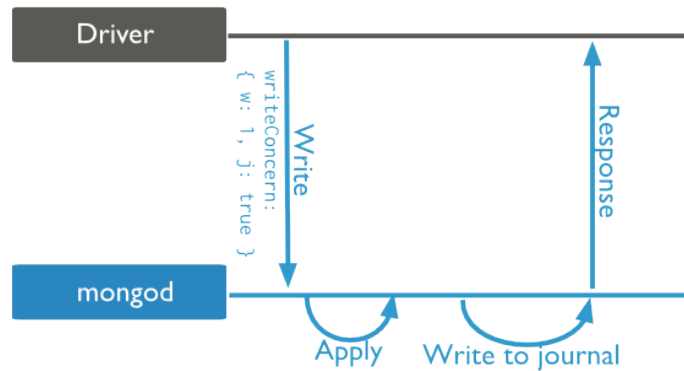 Driver
Write
writeConcern:
{ w: 1, j: true }
Response
mongod
Apply
Write to journal